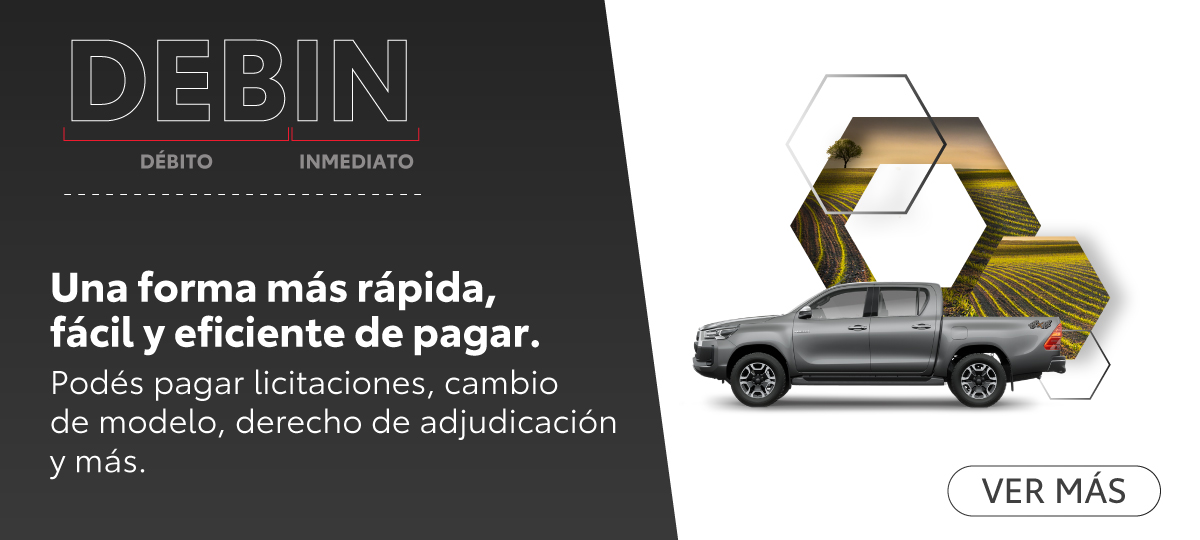 DEBIN
DÉBITO INMEDIATO
Una forma más rápida,
fácil y eficiente de pagar.
Podés pagar licitaciones, cambio
de modelo, derecho de adjudicación
y más.
4x4
VER MÁS